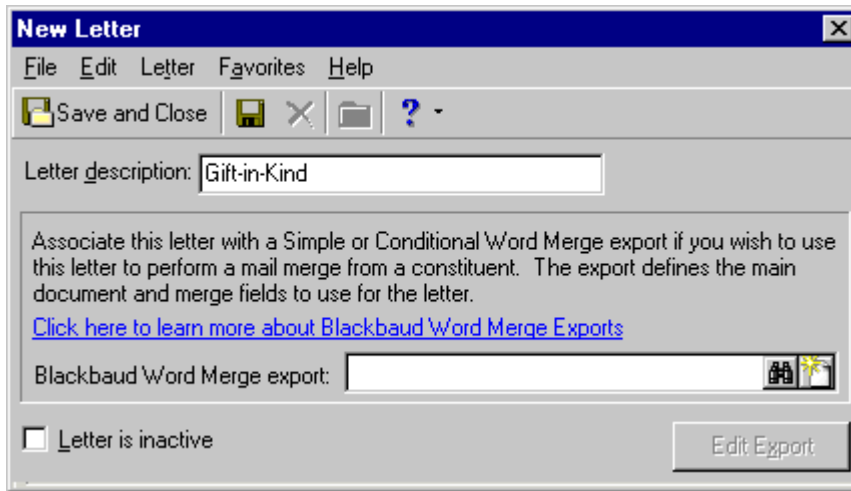 New Letter
File Edit Letter Favorites Help
Save and Close ?
Letter description: Gift-in-Kind
Associate this letter with a Simple or Conditional Word Merge export if you wish to use
this letter to perform a mail merge from a constituent. The export defines the main
document and merge fields to use for the letter.
Click here to learn more about Blackbaud Word Merge Exports
Blackbaud Word Merge export:
Letter is inactive
Edit Export